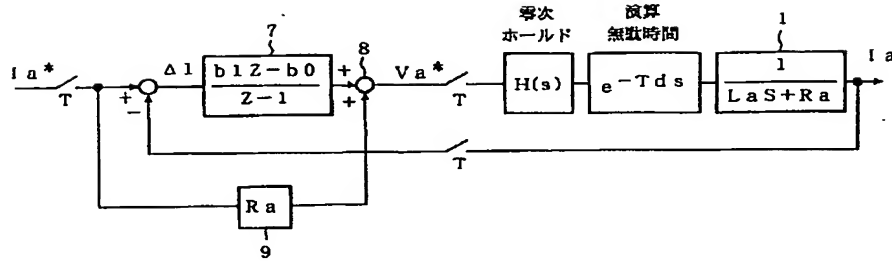 零次
ホールド
演算
無駄時間
7
8
1
Ia*
T
ΔI
+
−
b1Z−b0
Z−1
+
+
Va*
T
H(s)
e−Tds
1
LaS+Ra
Ia
T
Ra
9